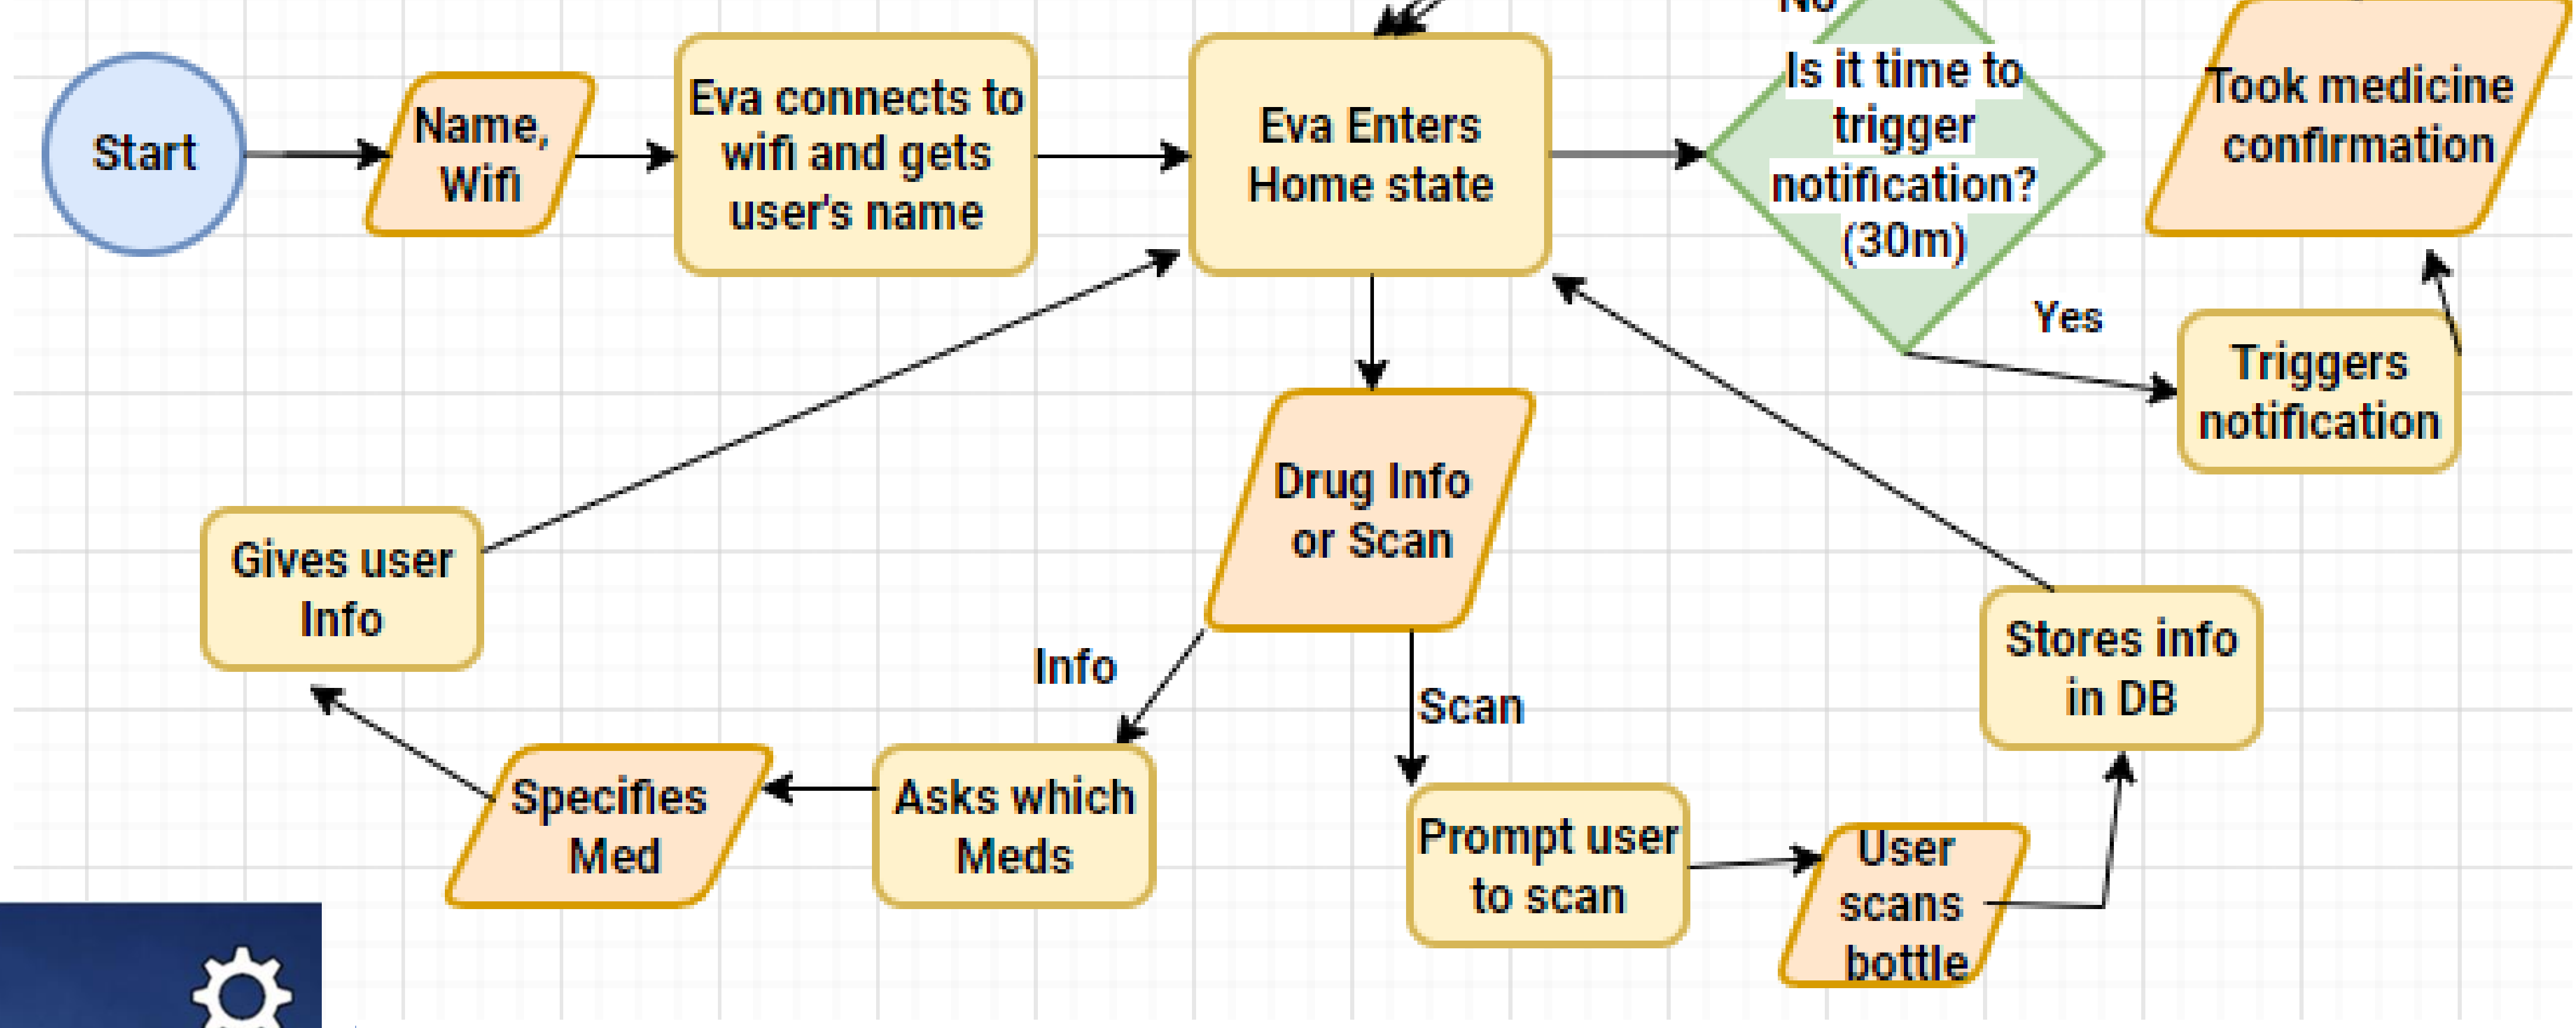 No
Start
Name,
Wifi
Eva connects to
wifi and gets
user's name
Eva Enters
Home state
Is it time to
trigger
notification?
(30m)
Took medicine
confirmation
Yes
Triggers
notification
Drug Info
or Scan
Gives user
Info
Info
Scan
Stores info
in DB
Specifies
Med
Asks which
Meds
Prompt user
to scan
User
scans
bottle